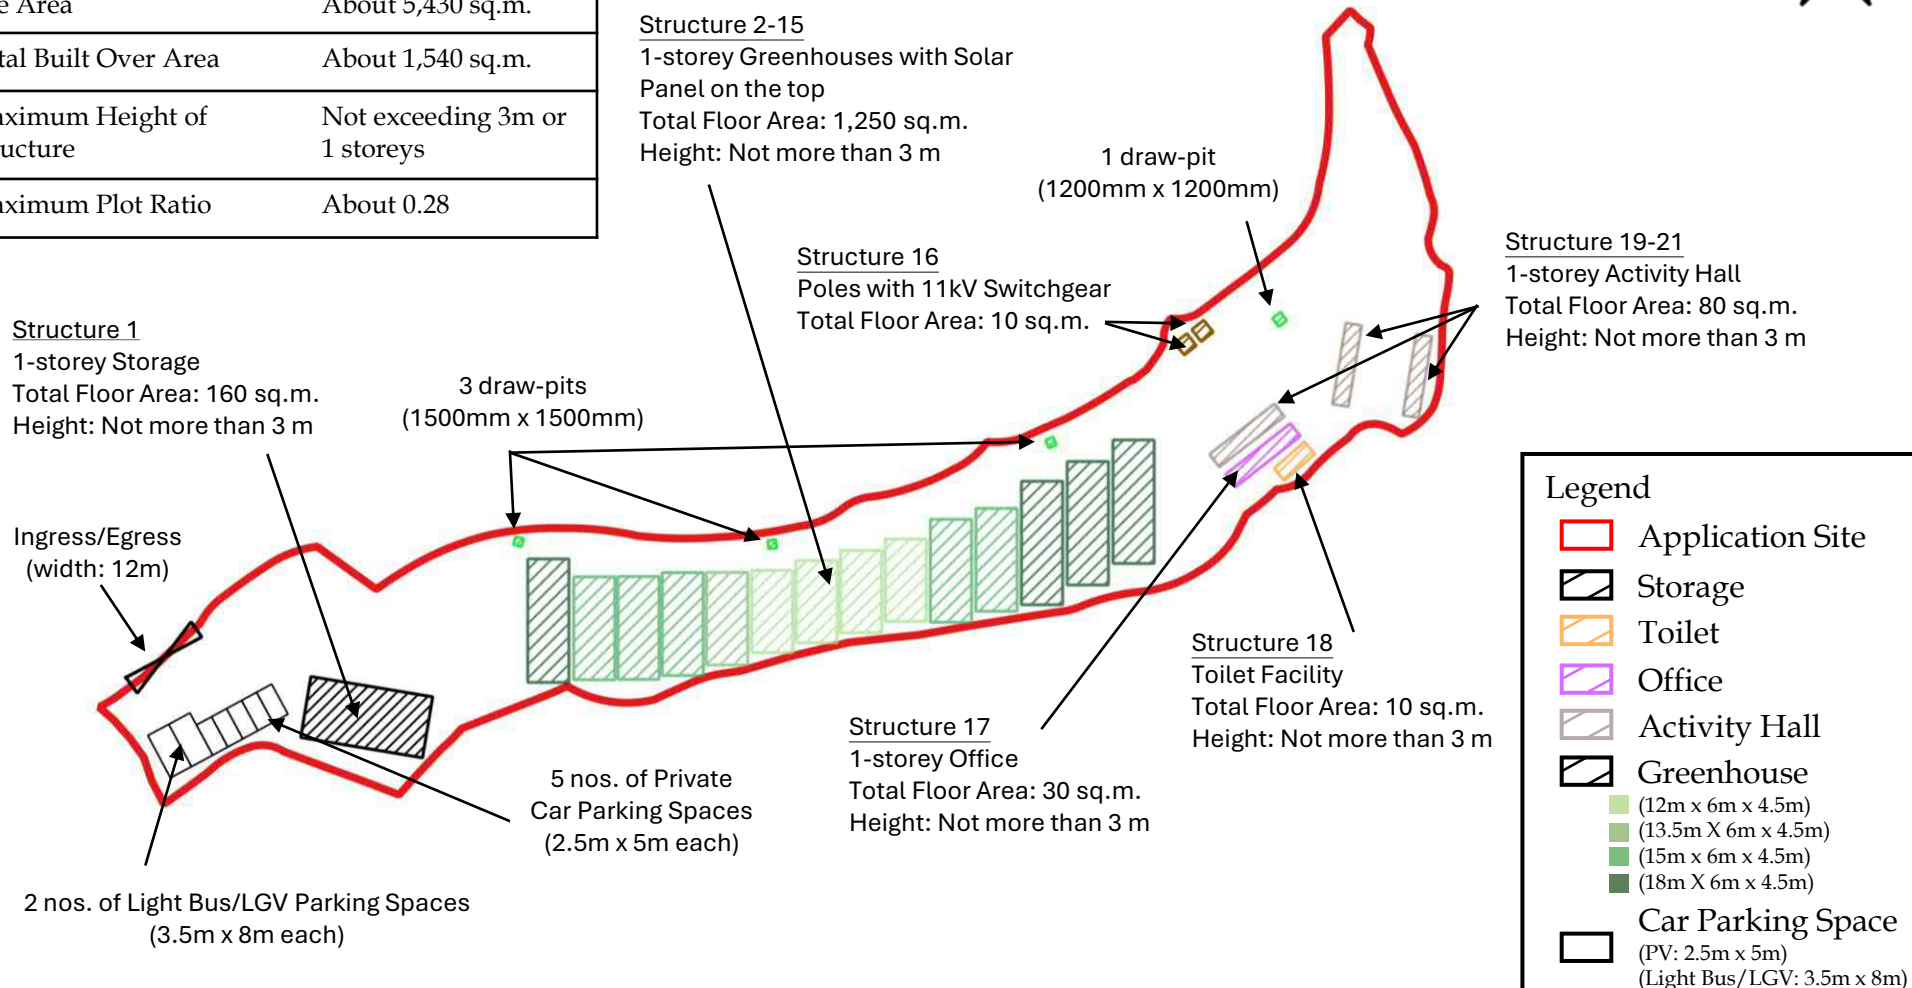 About 5,430 sq.m.
Built Over Area About 1,540 sq.m.
Height of Not exceeding 3m or
1 storeys
Plot Ratio About 0.28
Structure 2-15
1-storey Greenhouses with Solar
Panel on the top
Total Floor Area: 1,250 sq.m.
Height: Not more than 3 m
1 draw-pit
(1200mm x 1200mm)
Structure 16
Poles with 11kV Switchgear
Total Floor Area: 10 sq.m.
Structure 19-21
1-storey Activity Hall
Total Floor Area: 80 sq.m.
Height: Not more than 3 m
Structure 1
1-storey Storage
Total Floor Area: 160 sq.m.
Height: Not more than 3 m
3 draw-pits
(1500mm x 1500mm)
Ingress/Egress
(width: 12m)
Structure 18
Toilet Facility
Total Floor Area: 10 sq.m.
Height: Not more than 3 m
Structure 17
1-storey Office
Total Floor Area: 30 sq.m.
Height: Not more than 3 m
5 nos. of Private
Car Parking Spaces
(2.5m x 5m each)
2 nos. of Light Bus/LGV Parking Spaces
(3.5m x 8m each)
Legend
Application Site
Storage
Toilet
Office
Activity Hall
Greenhouse
(12m x 6m x 4.5m)
(13.5m X 6m x 4.5m)
(15m x 6m x 4.5m)
(18m X 6m x 4.5m)
Car Parking Space
(PV: 2.5m x 5m)
(Light Bus/LGV: 3.5m x 8m)